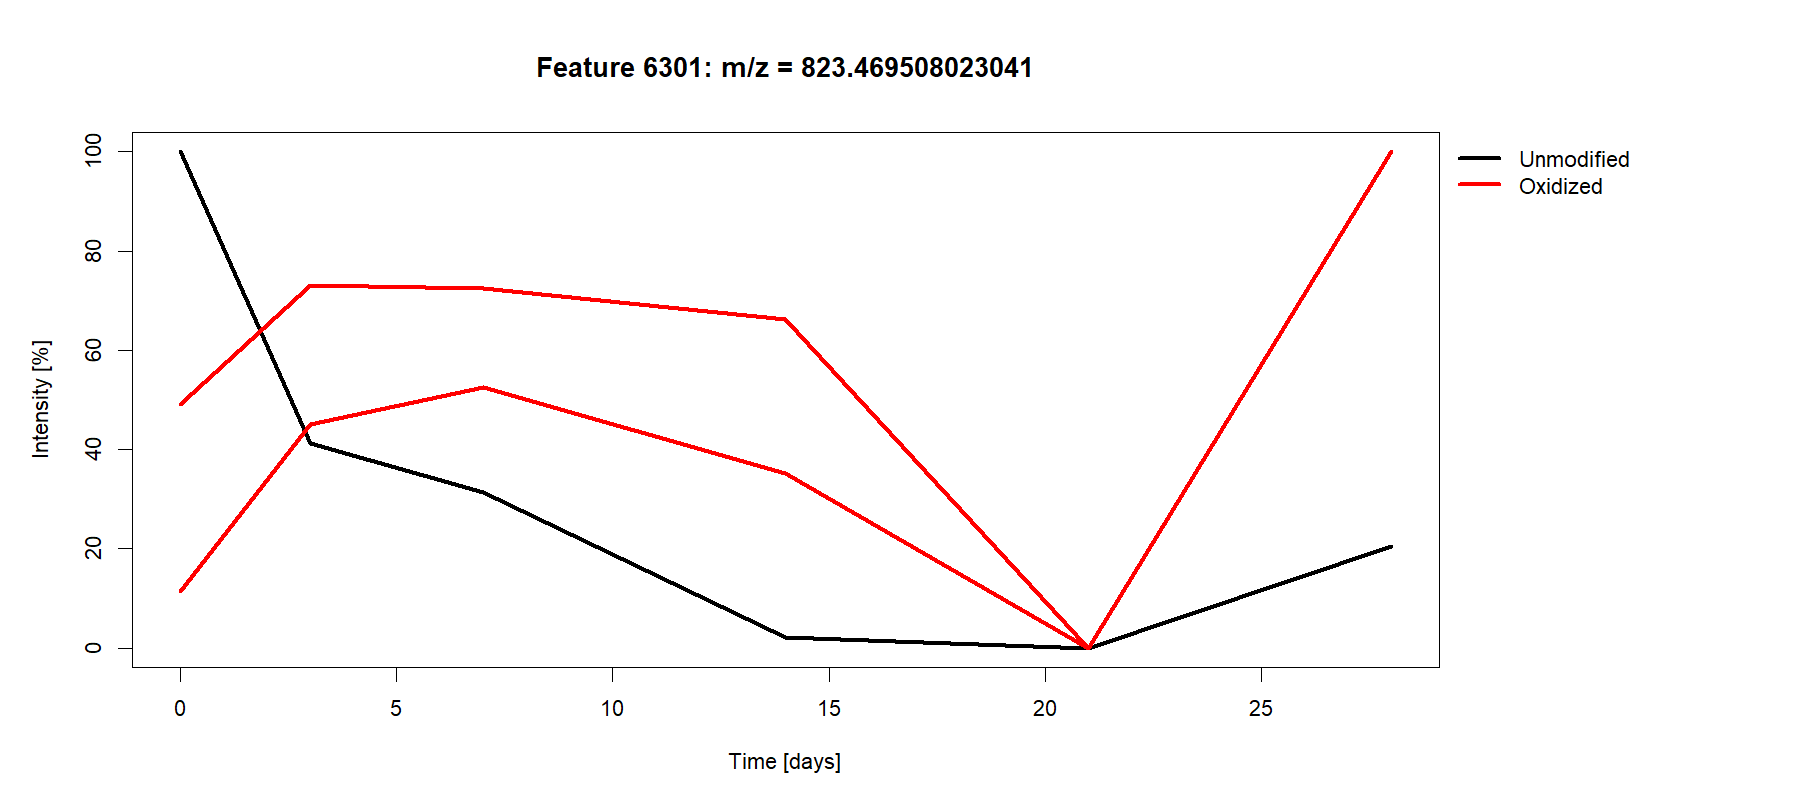 Feature 6301: m/z = 823.469508023041
Unmodified
Oxidized
Intensity [%]
100
80
60
40
20
0
0 5 10 15 20 25
Time [days]